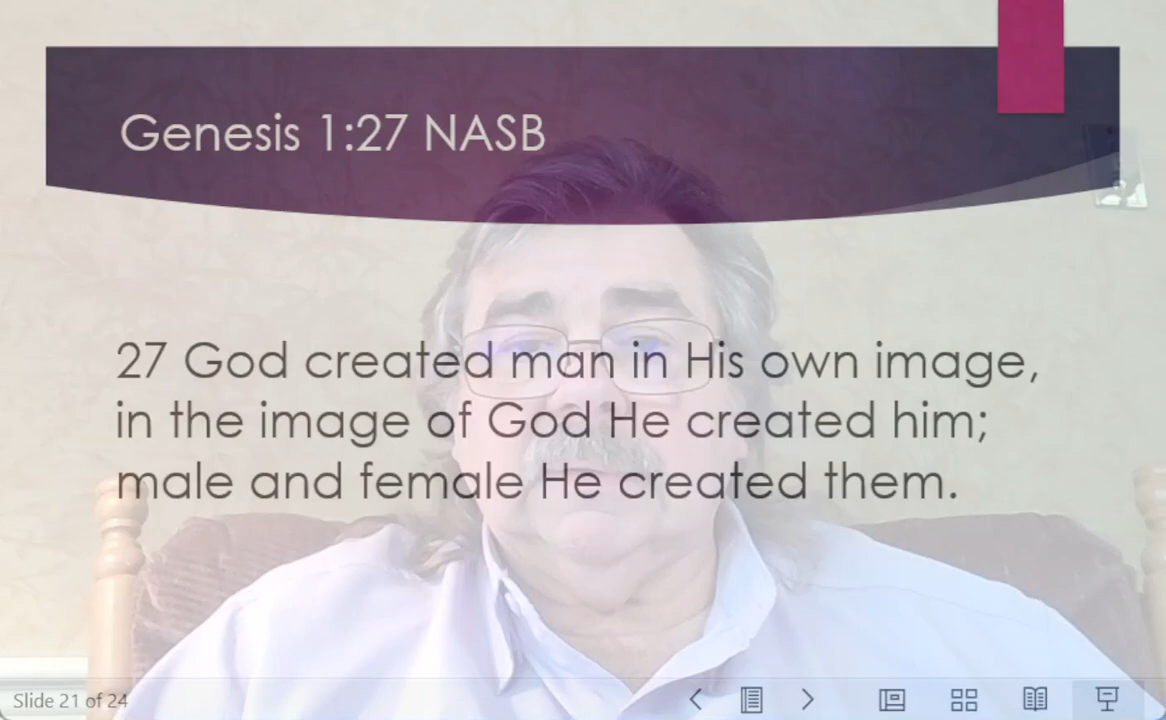 Genesis 1:27 NASB
27 God created man in His own image,
in the image of God He created him;
male and female He created them.
Slide 21 of 24